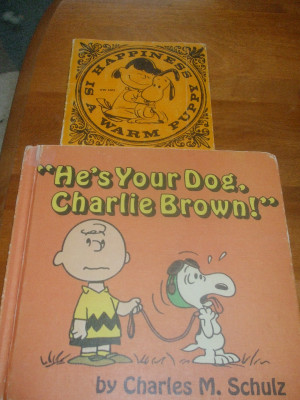 HAPPINESS IS
A WARM PUPPY
"He's Your Dog,
Charlie Brown!"
by Charles M. Schulz